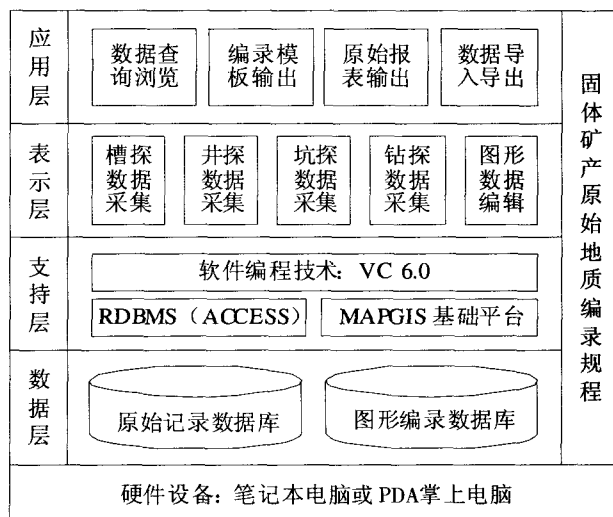 应用层
数据查
询浏览
编录模
板输出
原始报
表输出
数据导
入导出
表示层
槽探
数据
采集
井探
数据
采集
坑探
数据
采集
钻探
数据
采集
图形
数据
编辑
支持层
软件编程技术：VC 6.0
RDBMS（ACCESS）
MAPGIS 基础平台
数据层
原始记录数据库
图形编录数据库
固体矿产原始地质编录规程
硬件设备：笔记本电脑或 PDA掌上电脑